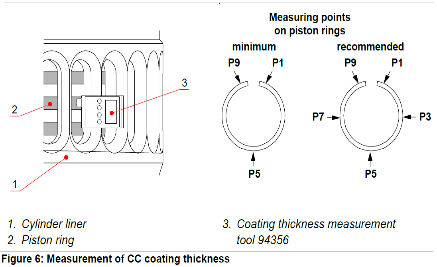 Measuring points
on piston rings
minimum
recommended
P9
P1
P9
P1
3
2
P7
P3
P5
P5
1
1. Cylinder liner
2. Piston ring
3. Coating thickness measurement
tool 94356
Figure 6: Measurement of CC coating thickness